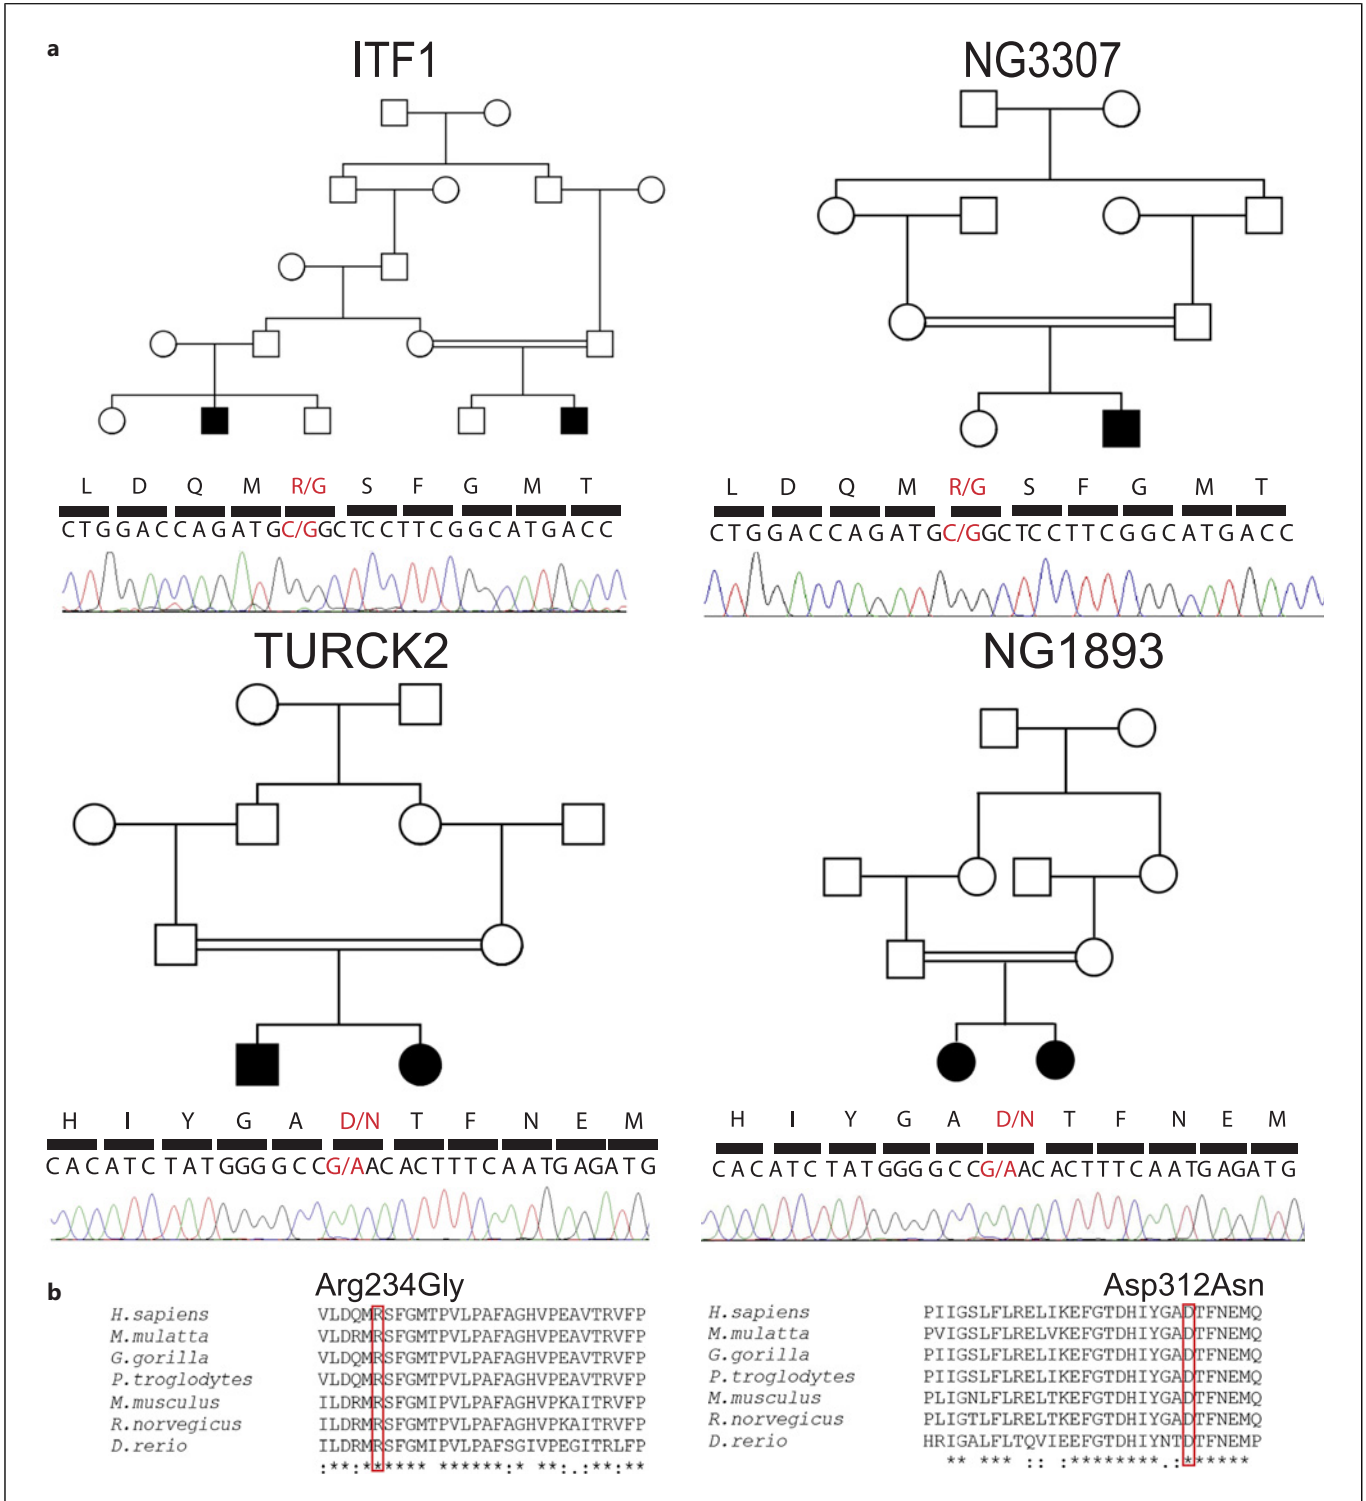 a
ITF1
NG3307
L D Q M R/G S F G M T
CTGGACCAGATGC/GGCTCCTTCGGCATGACC
L D Q M R/G S F G M T
CTGGACCAGATGC/GGCTCCTTCGGCATGACC
TURCK2
NG1893
H I Y G A D/N T F N E M
CACATCTATGGGGCCG/AACACTTTCAATGAGATG
H I Y G A D/N T F N E M
CACATCTATGGGGCCG/AACACTTTCAATGAGATG
b
Arg234Gly
H.sapiens VLDQMRSFGMTPVLPAFAGHVPEAVTRVFP
M.mulatta VLDRMRSFGMTPVLPAFAGHVPEAVTRVFP
G.gorilla VLDQMRSFGMTPVLPAFAGHVPEAVTRVFP
P.troglodytes VLDQMRSFGMTPVLPAFAGHVPEAVTRVFP
M.musculus ILDRMRSFGMTPVLPAFAGHVPKAITRVFP
R.norvegicus ILDRMRSFGMTPVLPAFAGHVPKAITRVFP
D.rerio ILDRMRSFGMIPVLPAFSGIVPEGITRLFP
:**:****** ******:* **:.:**:**
Asp312Asn
H.sapiens PIIGSLFLRELIKEFGTDHIYGADTFNEMQ
M.mulatta PVIGSLFLRELVKEFGTDHIYGADTFNEMQ
G.gorilla PIIGSLFLRELIKEFGTDHIYGADTFNEMQ
P.troglodytes PIIGSLFLRELIKEFGTDHIYGADTFNEMQ
M.musculus PLIGNLFLRELTKEFGTDHIYGADTFNEMQ
R.norvegicus PLIGTLFLRELTKEFGTDHIYGADTFNEMQ
D.rerio HRIGALFLTQVIEEFGTDHIYNTDTFNEMP
** *** :: :********.:******